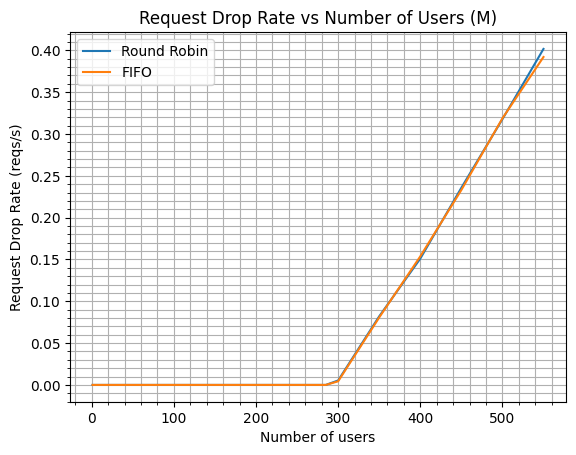 Request Drop Rate vs Number of Users (M)
Round Robin
FIFO
Request Drop Rate (reqs/s)
0.40
0.35
0.30
0.25
0.20
0.15
0.10
0.05
0.00
0 100 200 300 400 500
Number of users